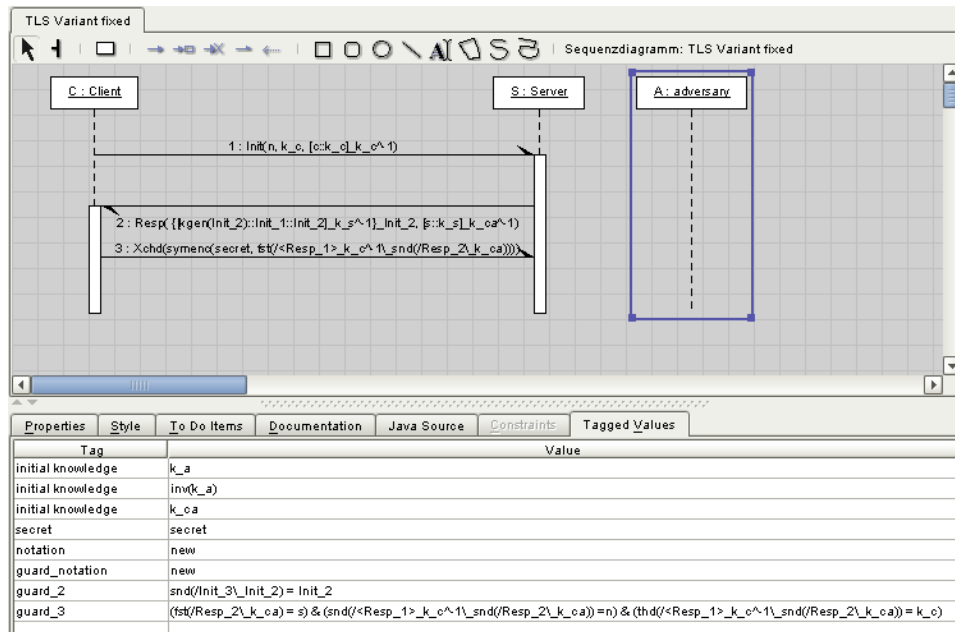 TLS Variant fixed
Sequenzdiagramm: TLS Variant fixed
C : Client
S : Server
A : adversary
1 : Init(n, k_c, [c::k_c]_k_c^-1)
2 : Resp( {[kgen(Init_2)::Init_1::Init_2]_k_s^-1}_Init_2, [s::k_s]_k_ca^-1)
3 : Xchd(symenc(secret, fst(/<Resp_1>_k_c^-1\_snd(/Resp_2\_k_ca))))
Properties Style To Do Items Documentation Java Source Constraints Tagged Values
Tag Value
initial knowledge k_a
initial knowledge inv(k_a)
initial knowledge k_ca
secret secret
notation new
guard_notation new
guard_2 snd(/Init_3\_Init_2) = Init_2
guard_3 (fst(/Resp_2\_k_ca) = s) & (snd(/<Resp_1>_k_c^-1\_snd(/Resp_2\_k_ca)) =n) & (thd(/<Resp_1>_k_c^-1\_snd(/Resp_2\_k_ca)) = k_c)